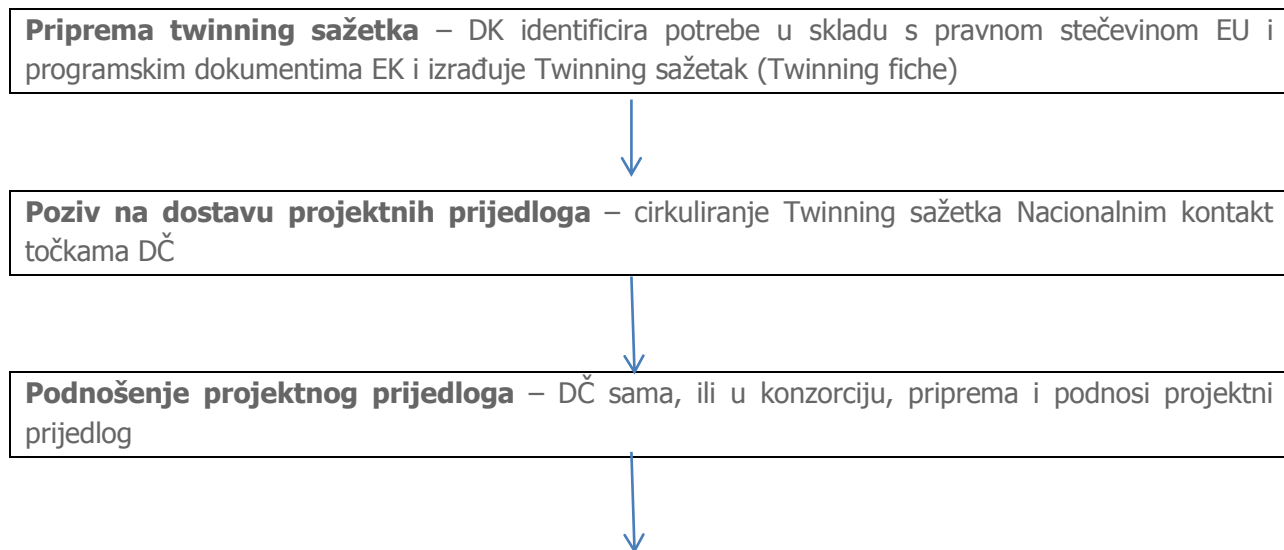 Priprema twinning sažetka – DK identificira potrebe u skladu s pravnom stečevinom EU i
programskim dokumentima EK i izrađuje Twinning sažetak (Twinning fiche)
Poziv na dostavu projektnih prijedloga – cirkuliranje Twinning sažetka Nacionalnim kontakt
točkama DČ
Podnošenje projektnog prijedloga – DČ sama, ili u konzorciju, priprema i podnosi projektni
prijedlog